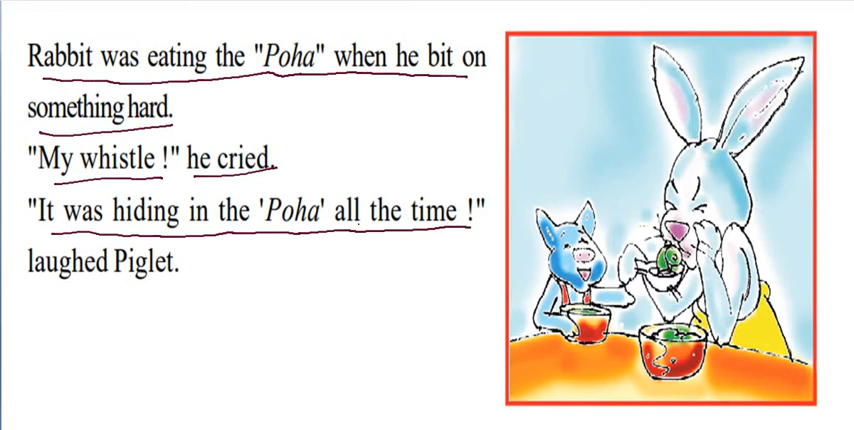 Rabbit was eating the "Poha" when he bit on
something hard.
"My whistle !" he cried.
"It was hiding in the 'Poha' all the time !"
laughed Piglet.